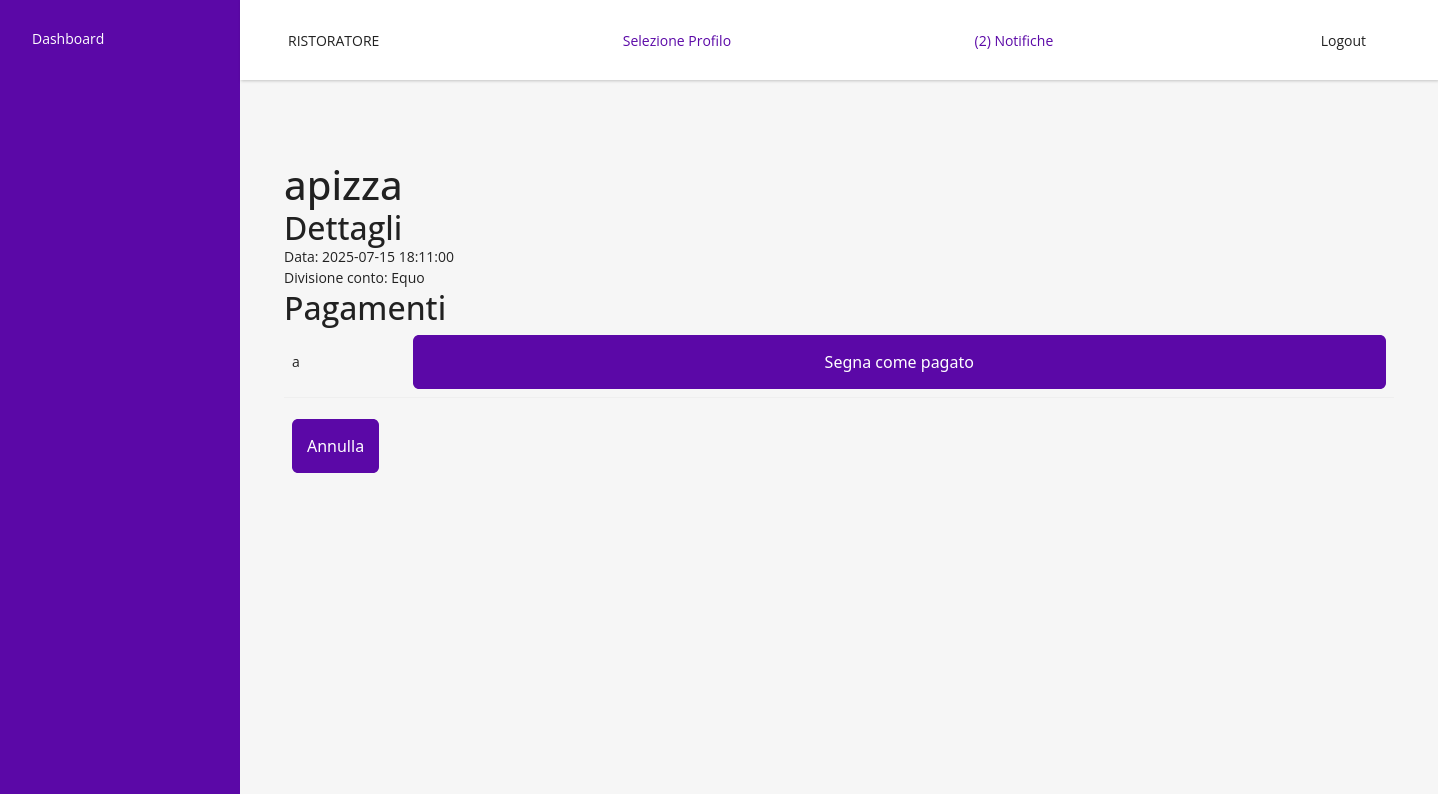 Dashboard
RISTORATORE
Selezione Profilo
(2) Notifiche
Logout
apizza
Dettagli
Data: 2025-07-15 18:11:00
Divisione conto: Equo
Pagamenti
a
Segna come pagato
Annulla